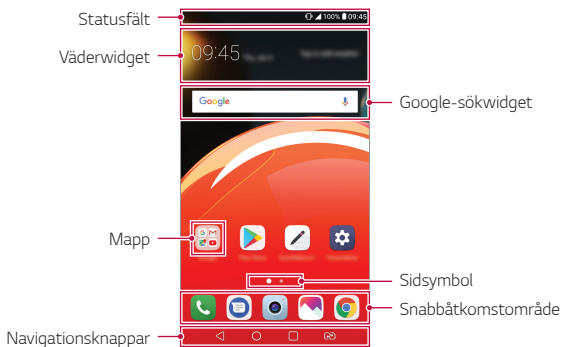 Statusfält
100% 09:45
Väderwidget
09:45
Google
Google-sökwidget
Mapp
Sidsymbol
Snabbåtkomstområde
Navigationsknappar